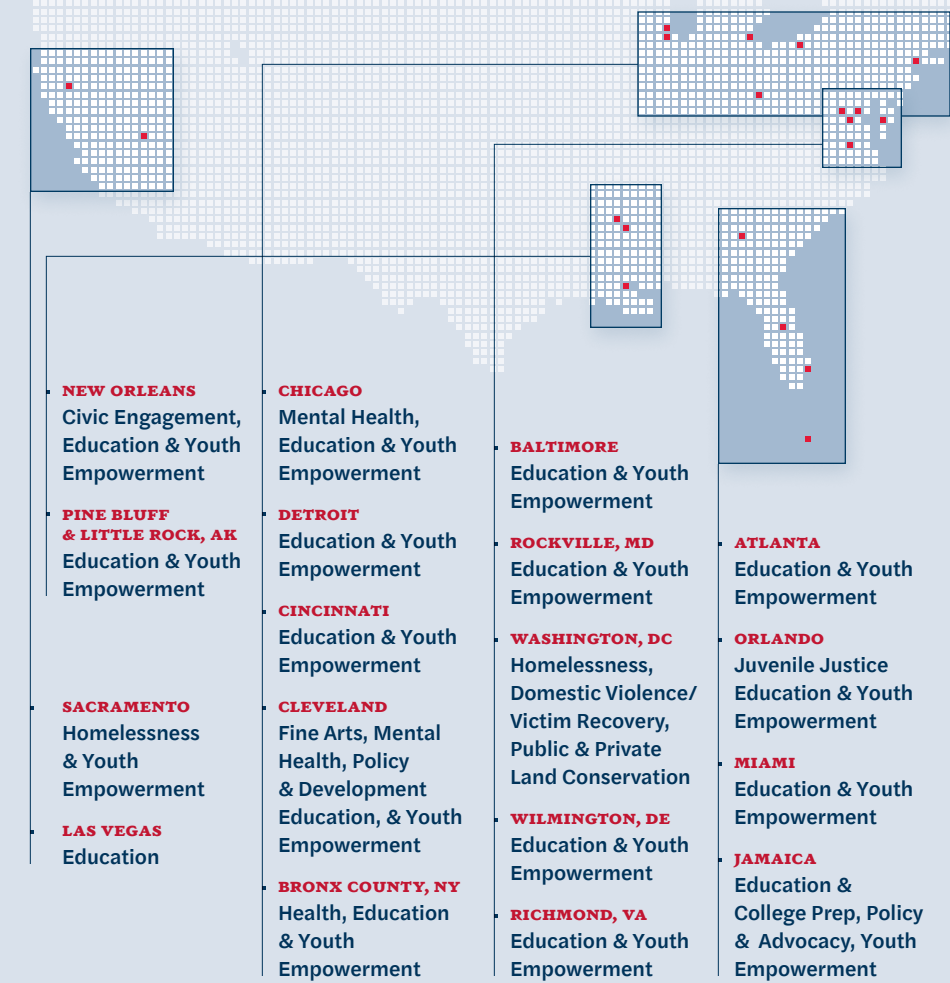 NEW ORLEANS
Civic Engagement,
Education & Youth
Empowerment
PINE BLUFF
& LITTLE ROCK, AK
Education & Youth
Empowerment
SACRAMENTO
Homelessness
& Youth
Empowerment
LAS VEGAS
Education
CHICAGO
Mental Health,
Education & Youth
Empowerment
DETROIT
Education & Youth
Empowerment
CINCINNATI
Education & Youth
Empowerment
CLEVELAND
Fine Arts, Mental
Health, Policy
& Development
Education, & Youth
Empowerment
BRONX COUNTY, NY
Health, Education
& Youth
Empowerment
BALTIMORE
Education & Youth
Empowerment
ROCKVILLE, MD
Education & Youth
Empowerment
WASHINGTON, DC
Homelessness,
Domestic Violence/
Victim Recovery,
Public & Private
Land Conservation
WILMINGTON, DE
Education & Youth
Empowerment
RICHMOND, VA
Education & Youth
Empowerment
ATLANTA
Education & Youth
Empowerment
ORLANDO
Juvenile Justice
Education & Youth
Empowerment
MIAMI
Education & Youth
Empowerment
JAMAICA
Education &
College Prep, Policy
& Advocacy, Youth
Empowerment